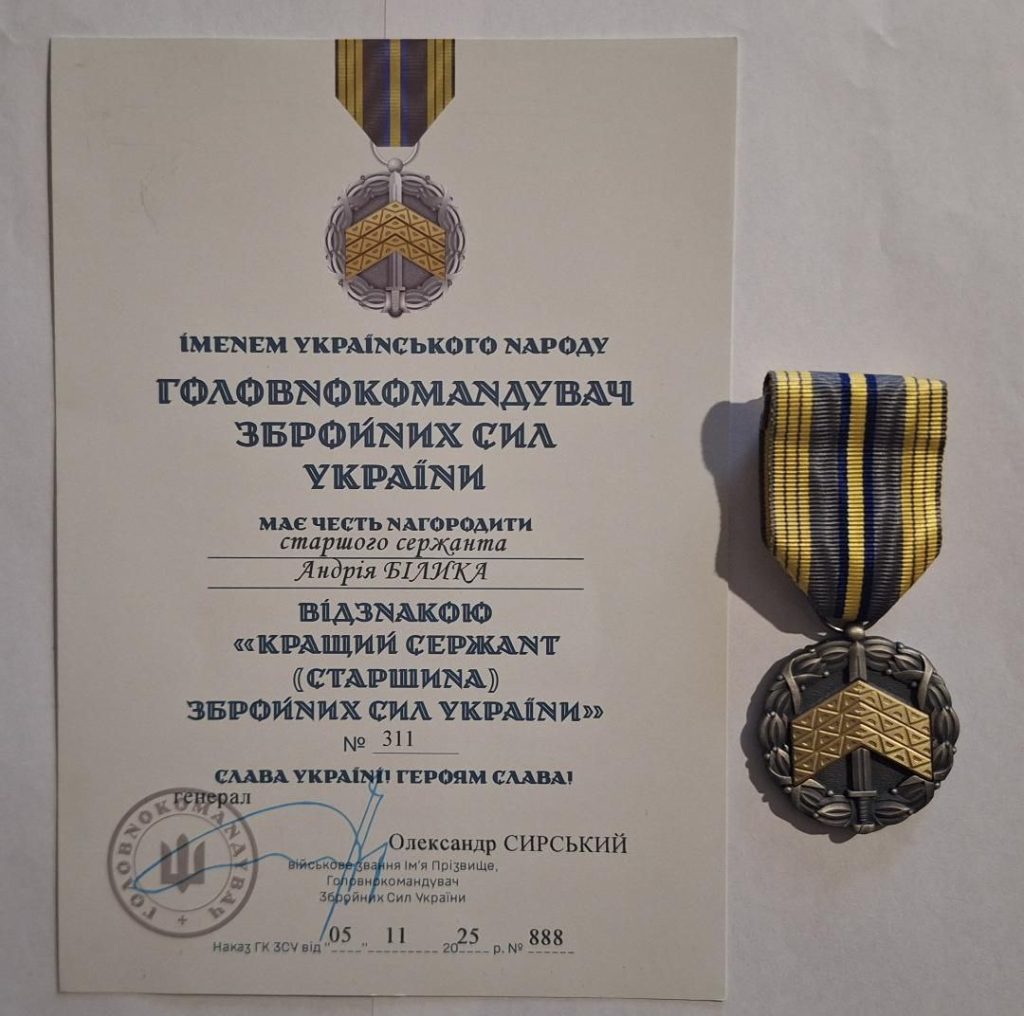 ІМЕНЕМ УКРАЇНСЬКОГО НАРОДУ
ГОЛОВНОКОМАНДУВАЧ
ЗБРОЙНИХ СИЛ
УКРАЇНИ
МАЄ ЧЕСТЬ НАГОРОДИТИ
старшого сержанта
Андрія БІЛИКА
ВІДЗНАКОЮ
«КРАЩИЙ СЕРЖАНТ
(СТАРШИНА)
ЗБРОЙНИХ СИЛ УКРАЇНИ»
№ 311
СЛАВА УКРАЇНІ! ГЕРОЯМ СЛАВА!
генерал
ГОЛОВНОКОМАНДУВАЧ
Олександр СИРСЬКИЙ
військове звання Ім'я Прізвище,
Головнокомандувач
Збройних Сил України
Наказ ГК ЗСУ від "05" 11 2025 р. № 888